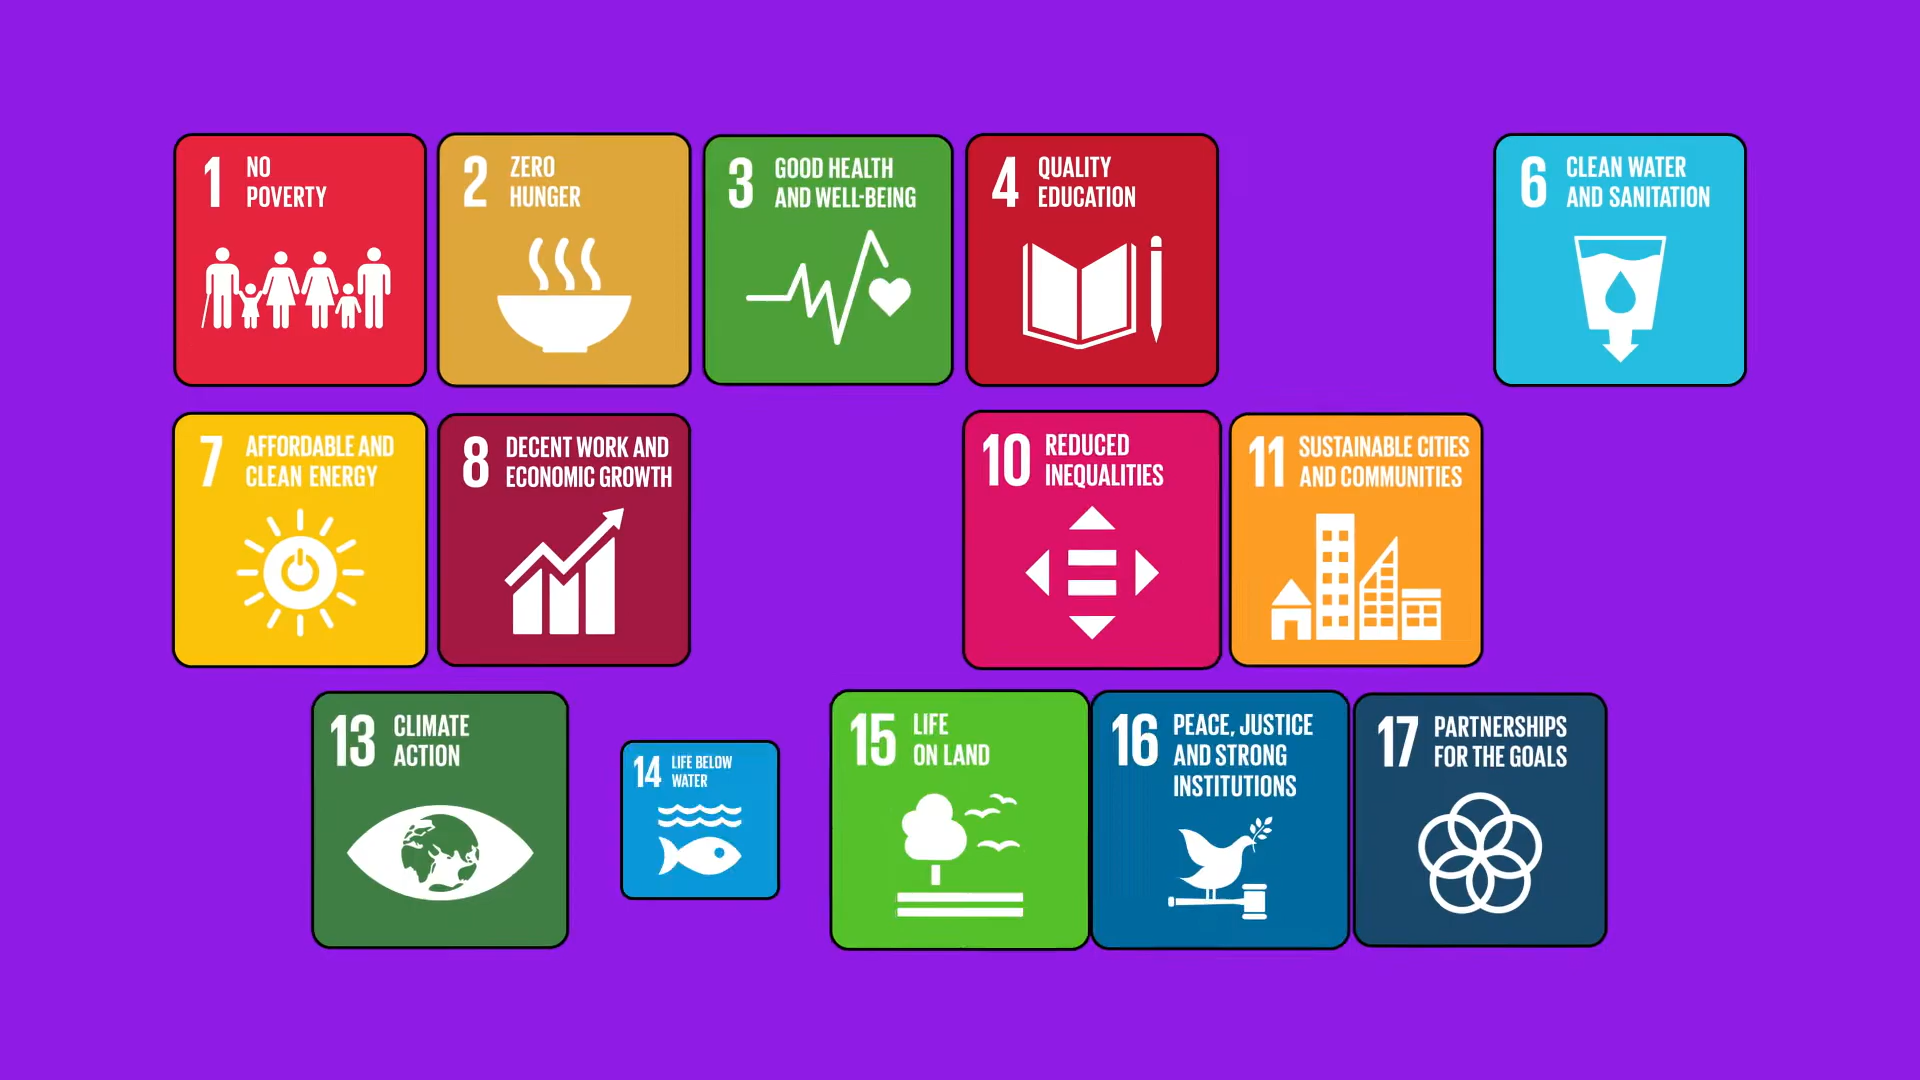 1 NO
POVERTY
2 ZERO
HUNGER
3 GOOD HEALTH
AND WELL-BEING
4 QUALITY
EDUCATION
6 CLEAN WATER
AND SANITATION
7 AFFORDABLE AND
CLEAN ENERGY
8 DECENT WORK AND
ECONOMIC GROWTH
10 REDUCED
INEQUALITIES
11 SUSTAINABLE CITIES
AND COMMUNITIES
13 CLIMATE
ACTION
14 LIFE BELOW
WATER
15 LIFE
ON LAND
16 PEACE, JUSTICE
AND STRONG
INSTITUTIONS
17 PARTNERSHIPS
FOR THE GOALS